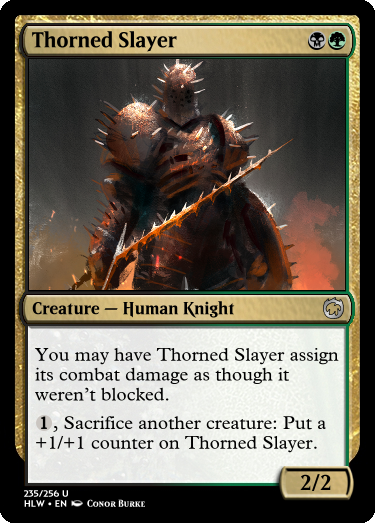 Thorned Slayer
Creature — Human Knight
You may have Thorned Slayer assign
its combat damage as though it
weren't blocked.
1, Sacrifice another creature: Put a
+1/+1 counter on Thorned Slayer.
2/2
235/256 U
HLW • EN Conor Burke